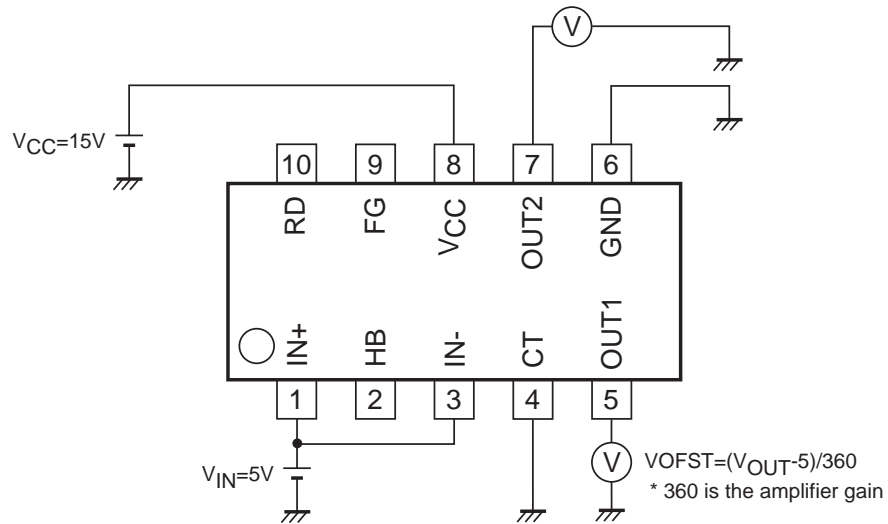 V
VCC=15V
10 9 8 7 6
RD FG VCC OUT2 GND
IN+ HB IN- CT OUT1
1 2 3 4 5
VIN=5V
V
VOFST=(VOUT-5)/360
* 360 is the amplifier gain